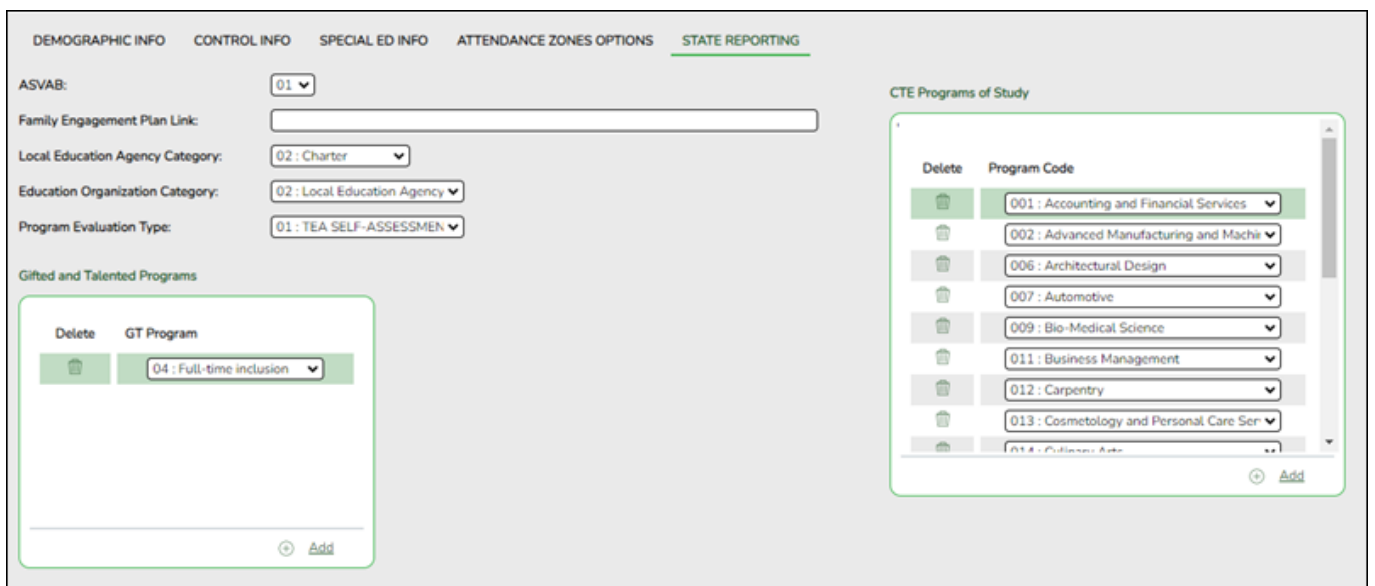 DEMOGRAPHIC INFO CONTROL INFO SPECIAL ED INFO ATTENDANCE ZONES OPTIONS STATE REPORTING
ASVAB: 01
Family Engagement Plan Link:
Local Education Agency Category: 02 : Charter
Education Organization Category: 02 : Local Education Agency
Program Evaluation Type: 01 : TEA SELF-ASSESSMEN
Gifted and Talented Programs
Delete GT Program
04 : Full-time inclusion
Add
CTE Programs of Study
Delete Program Code
001 : Accounting and Financial Services
002 : Advanced Manufacturing and Machin
006 : Architectural Design
007 : Automotive
009 : Bio-Medical Science
011 : Business Management
012 : Carpentry
013 : Cosmetology and Personal Care Ser
014 : Culinary Arts
Add